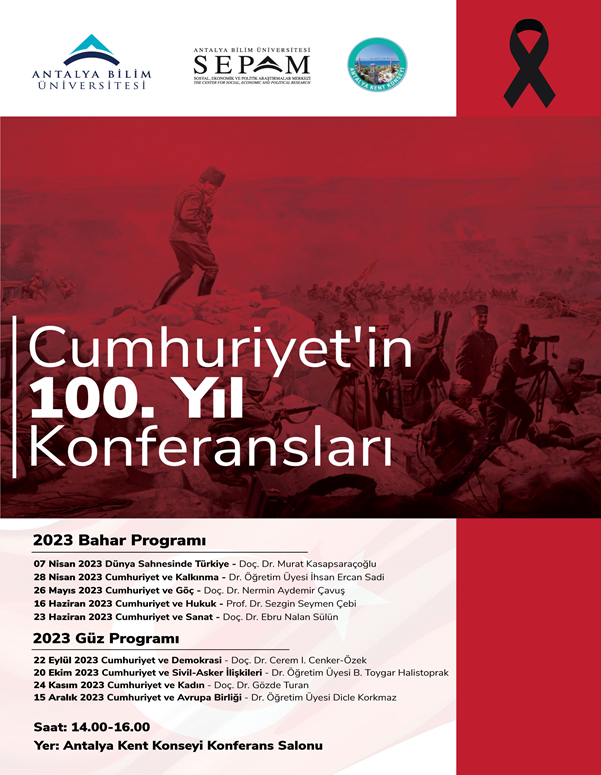 ANTALYA BİLİM
ÜNİVERSİTESİ
ANTALYA BİLİM ÜNİVERSİTESİ
SEPAM
SOSYAL, EKONOMİK VE POLİTİK ARAŞTIRMALAR MERKEZİ
THE CENTER FOR SOCIAL, ECONOMIC AND POLITICAL RESEARCH
ANTALYA KENT KONSEYİ
Cumhuriyet'in
100. Yıl
Konferansları
2023 Bahar Programı
07 Nisan 2023 Dünya Sahnesinde Türkiye - Doç. Dr. Murat Kasapsaraçoğlu
28 Nisan 2023 Cumhuriyet ve Kalkınma - Dr. Öğretim Üyesi İhsan Ercan Sadi
26 Mayıs 2023 Cumhuriyet ve Göç - Doç. Dr. Nermin Aydemir Çavuş
16 Haziran 2023 Cumhuriyet ve Hukuk - Prof. Dr. Sezgin Seymen Çebi
23 Haziran 2023 Cumhuriyet ve Sanat - Doç. Dr. Ebru Nalan Sülün
2023 Güz Programı
22 Eylül 2023 Cumhuriyet ve Demokrasi - Doç. Dr. Cerem I. Cenker-Özek
20 Ekim 2023 Cumhuriyet ve Sivil-Asker İlişkileri - Dr. Öğretim Üyesi B. Toygar Halistoprak
24 Kasım 2023 Cumhuriyet ve Kadın - Doç. Dr. Gözde Turan
15 Aralık 2023 Cumhuriyet ve Avrupa Birliği - Dr. Öğretim Üyesi Dicle Korkmaz
Saat: 14.00-16.00
Yer: Antalya Kent Konseyi Konferans Salonu